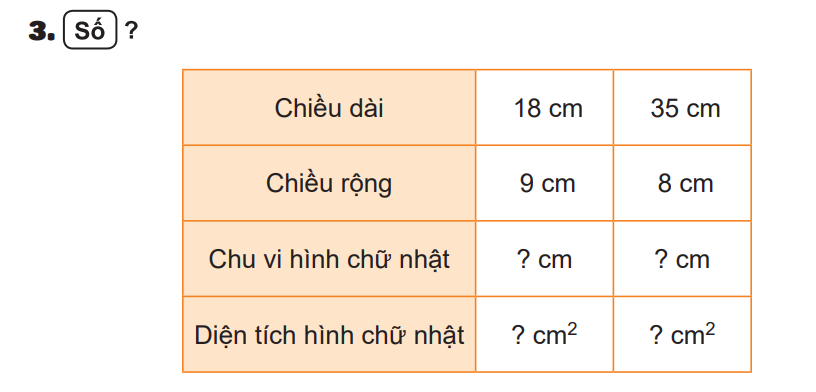 3. Số ?
Chiều dài 18 cm 35 cm
Chiều rộng 9 cm 8 cm
Chu vi hình chữ nhật ? cm ? cm
Diện tích hình chữ nhật ? cm² ? cm²